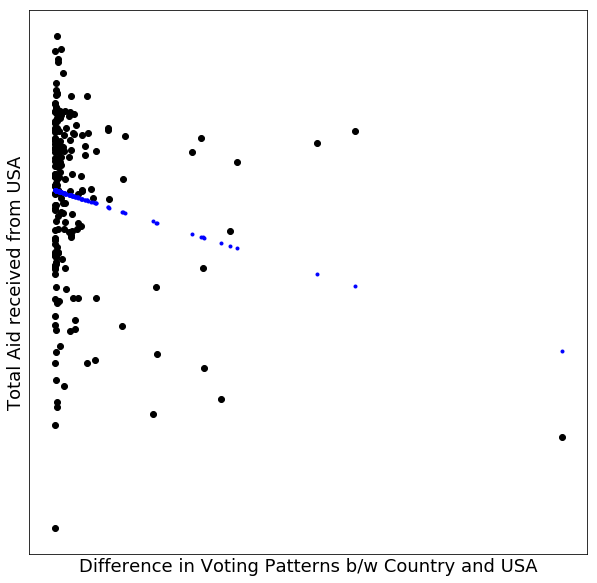 Total Aid received from USA
Difference in Voting Patterns b/w Country and USA